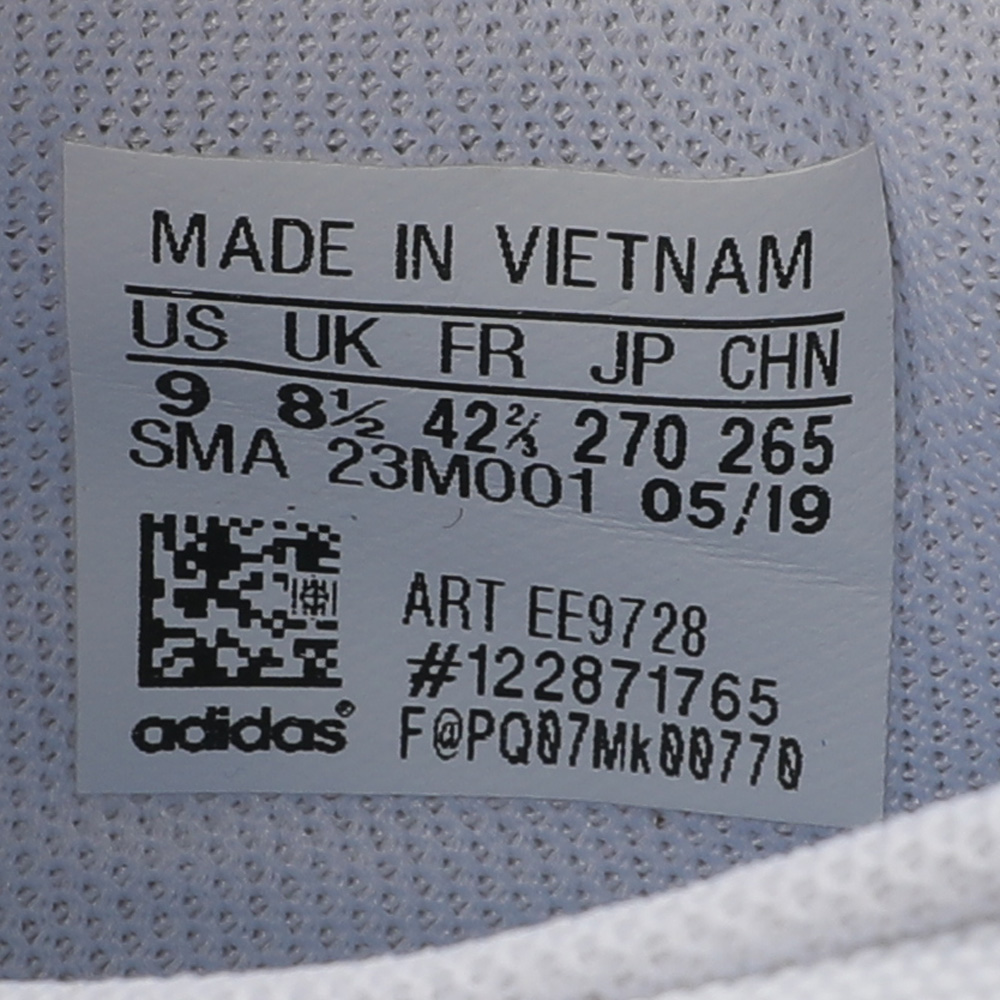 MADE IN VIETNAM
US UK FR JP CHN
9 8½ 42⅔ 270 265
SMA 23M001 05/19
ART EE9728
#122871765
adidas®
F@PQ07Mk00770